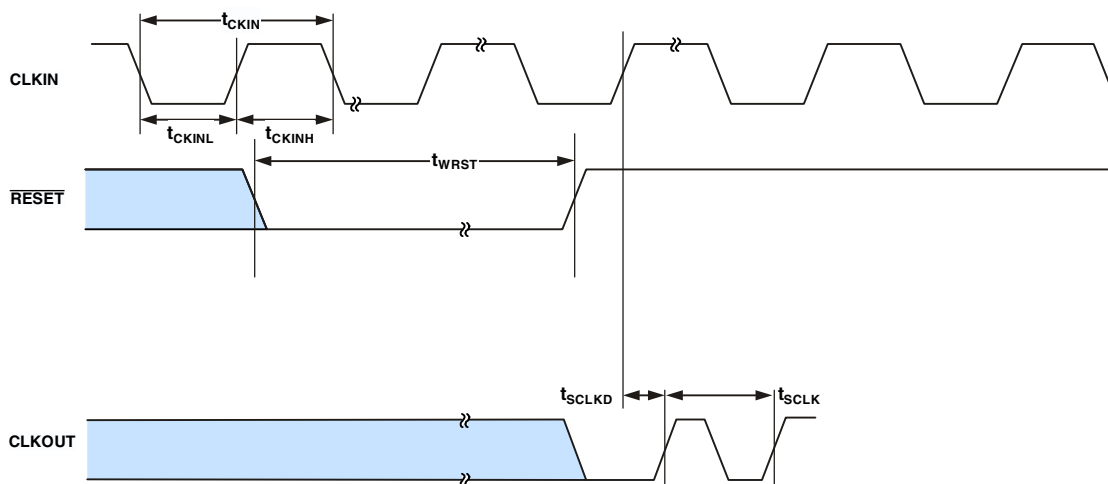 tCKIN
CLKIN
tCKINL
tCKINH
tWRST
RESET
tSCLKD
tSCLK
CLKOUT